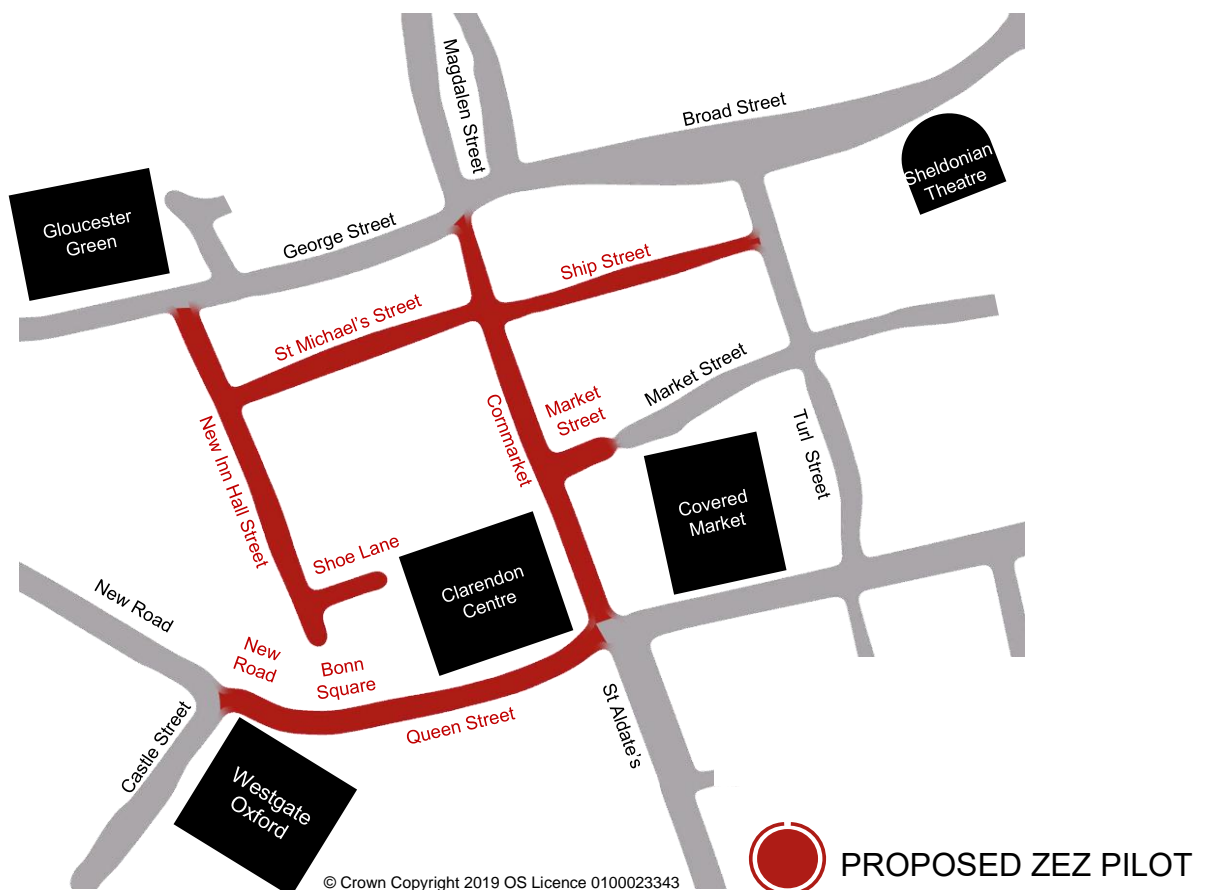 Magdalen Street
Broad Street
Sheldonian
Theatre
Gloucester
Green
George Street
Ship Street
St Michael's Street
Market Street
Market
Street
Cornmarket
Turl Street
New Inn Hall Street
Covered
Market
Shoe Lane
Clarendon
Centre
New Road
New
Road
Bonn
Square
Queen Street
St Aldate's
Castle Street
Westgate
Oxford
PROPOSED ZEZ PILOT
© Crown Copyright 2019 OS Licence 0100023343